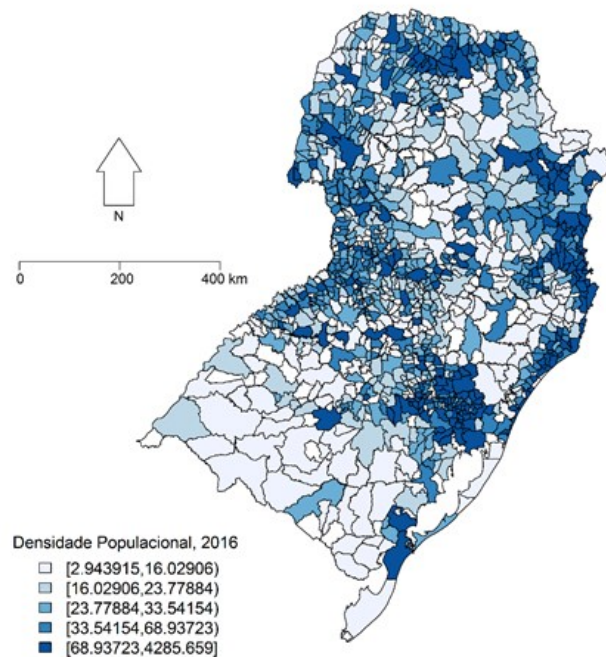 N
0 200 400 km
Densidade Populacional, 2016
[2.943915,16.02906)
[16.02906,23.77884)
[23.77884,33.54154)
[33.54154,68.93723)
[68.93723,4285.659]